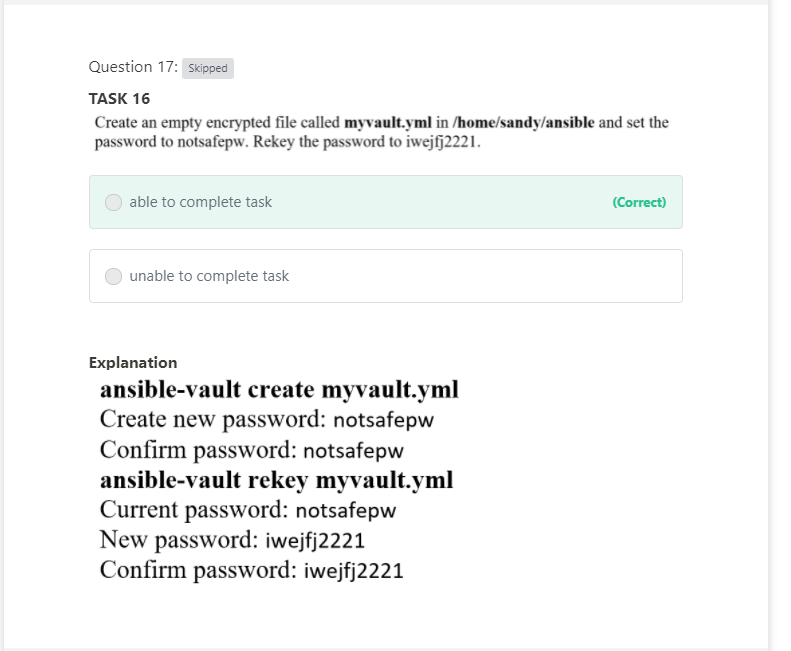 Question 17: Skipped
TASK 16
Create an empty encrypted file called myvault.yml in /home/sandy/ansible and set the
password to notsafepw. Rekey the password to iwejfj2221.
able to complete task (Correct)
unable to complete task
Explanation
ansible-vault create myvault.yml
Create new password: notsafepw
Confirm password: notsafepw
ansible-vault rekey myvault.yml
Current password: notsafepw
New password: iwejfj2221
Confirm password: iwejfj2221